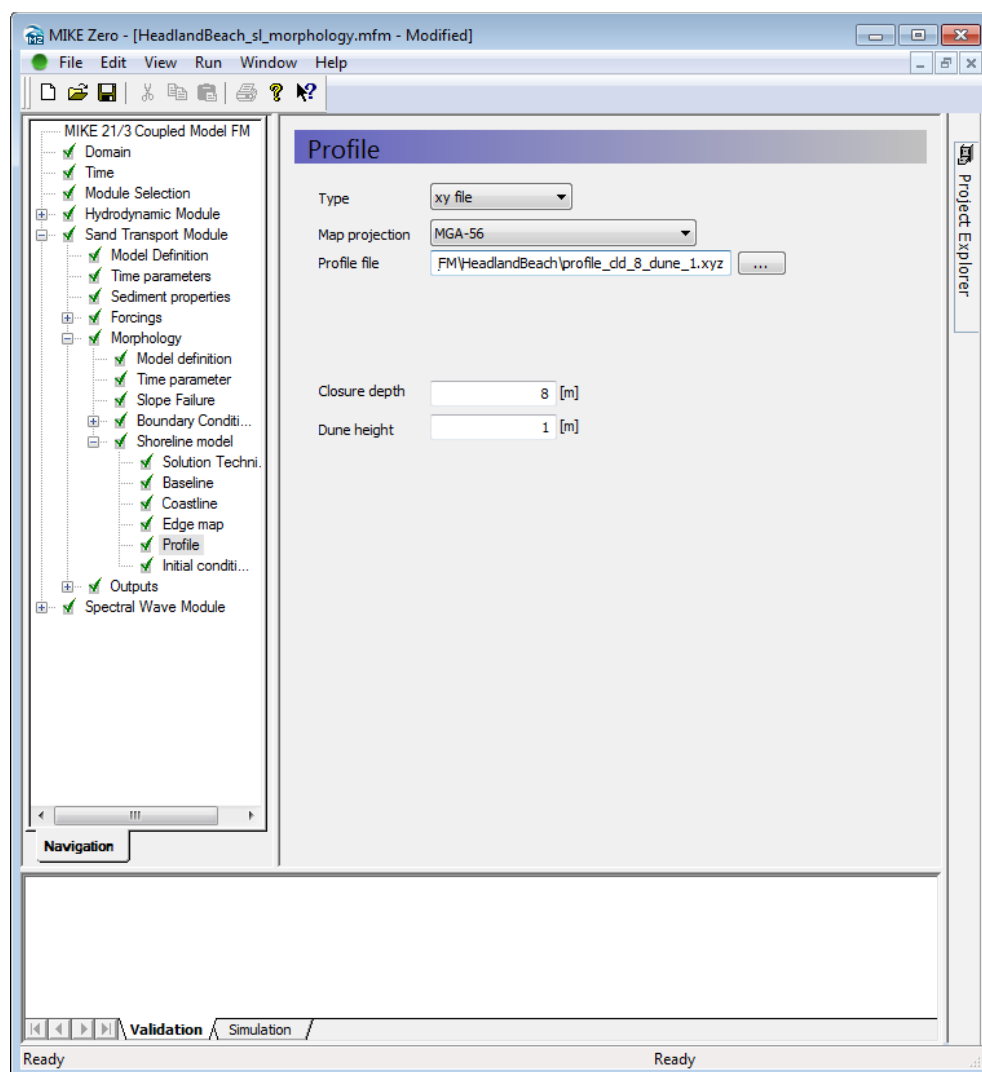 MIKE Zero - [HeadlandBeach_sl_morphology.mfm - Modified]
File Edit View Run Window Help
MIKE 21/3 Coupled Model FM
Domain
Time
Module Selection
Hydrodynamic Module
Sand Transport Module
Model Definition
Time parameters
Sediment properties
Forcings
Morphology
Model definition
Time parameter
Slope Failure
Boundary Conditi...
Shoreline model
Solution Techni.
Baseline
Coastline
Edge map
Profile
Initial conditi...
Outputs
Spectral Wave Module
Navigation
Profile
Type xy file
Map projection MGA-56
Profile file FM\HeadlandBeach\profile_cld_8_dune_1.xyz ...
Closure depth 8 [m]
Dune height 1 [m]
Project Explorer
Validation Simulation
Ready Ready